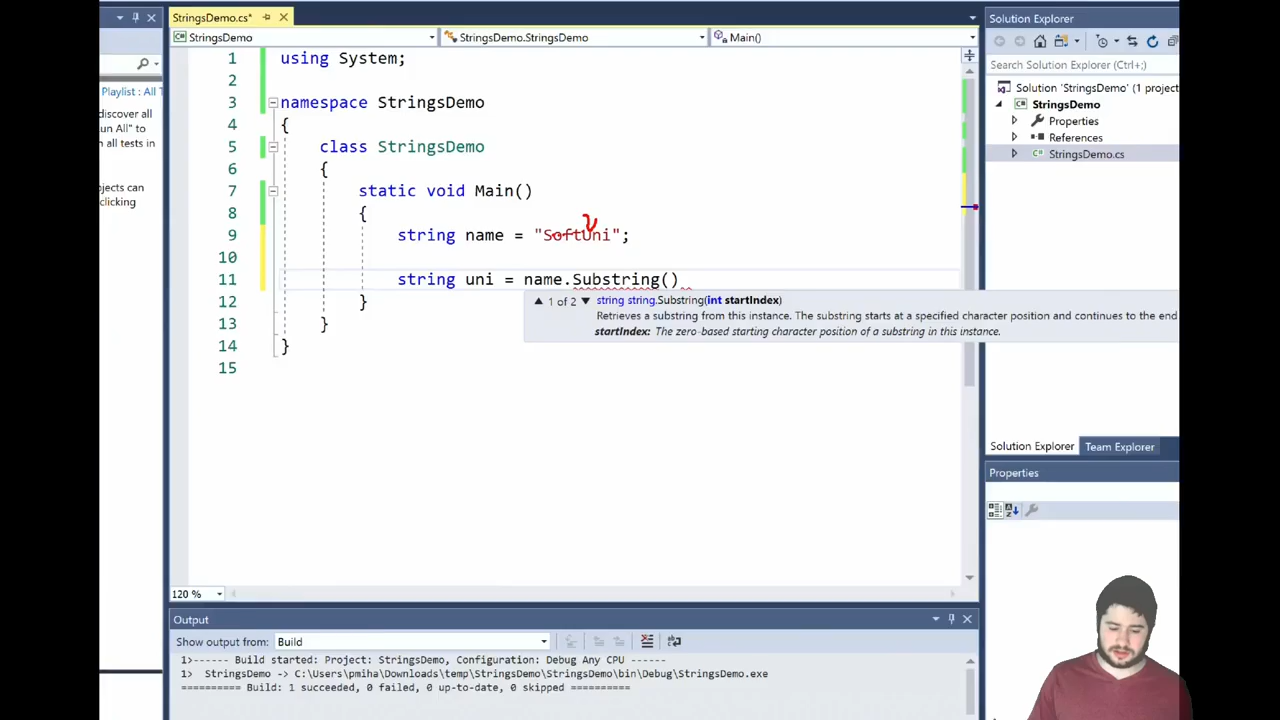 StringsDemo.cs*
Solution Explorer
StringsDemo
StringsDemo.StringsDemo
Main()
Search Solution Explorer (Ctrl+;)
Playlist : All T
discover all
un All" to
n all tests in
ojects can
clicking
1 using System;
2
3 namespace StringsDemo
4 {
5 class StringsDemo
6 {
7 static void Main()
8 {
9 string name = "SoftUni";
10
11 string uni = name.Substring()
12 }
13 }
14 }
15
1 of 2 string string.Substring(int startIndex)
Retrieves a substring from this instance. The substring starts at a specified character position and continues to the end
startIndex: The zero-based starting character position of a substring in this instance.
Solution 'StringsDemo' (1 project
StringsDemo
Properties
References
StringsDemo.cs
Solution Explorer Team Explorer
Properties
120 %
Output
Show output from: Build
1>------ Build started: Project: StringsDemo, Configuration: Debug Any CPU ------
1> StringsDemo -> C:\Users\pmiha\Downloads\temp\StringsDemo\StringsDemo\bin\Debug\StringsDemo.exe
========== Build: 1 succeeded, 0 failed, 0 up-to-date, 0 skipped ==========